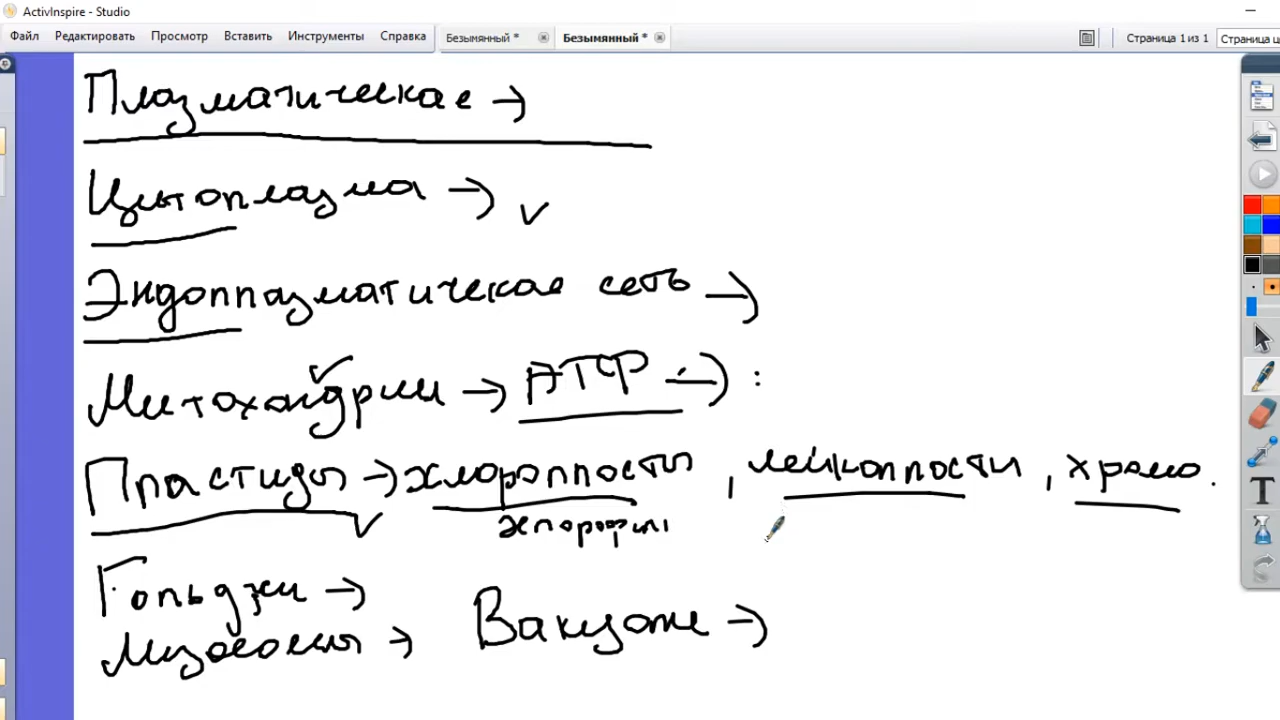 ActivInspire - Studio
Файл Редактировать Просмотр Вставить Инструменты Справка Безымянный * Безымянный * Страница 1 из 1 Страница ц
Плазматическая →
Цитоплазма → ✓
Эндоплазматическая сеть →
Митохондрии → АТФ → :
Пластиды → хлоропласты , лейкопласты , хромо .
хлорофилл
Гольджи →
Лизосомы → Вакуоли →